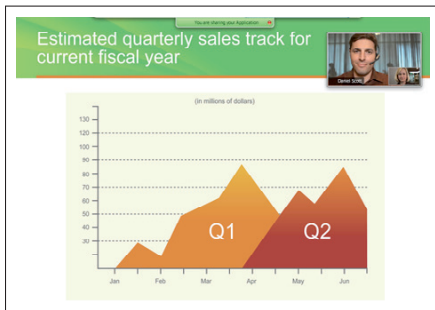 You are sharing your Application
Estimated quarterly sales track for
current fiscal year
Daniel Scott
(in millions of dollars)
130
120
100
90
80
70
60
50
40
30
Q1
Q2
Jan
Feb
Mar
Apr
May
Jun